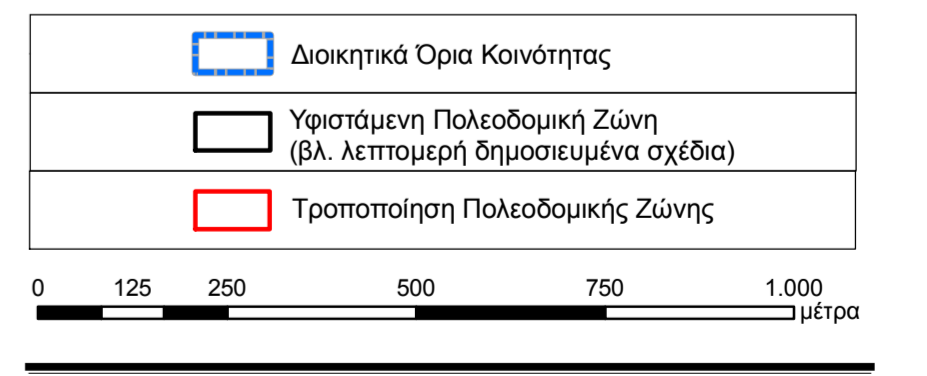 Διοικητικά Όρια Κοινότητας
Υφιστάμενη Πολεοδομική Ζώνη
(βλ. λεπτομερή δημοσιευμένα σχέδια)
Τροποποίηση Πολεοδομικής Ζώνης
0 125 250 500 750 1.000
μέτρα